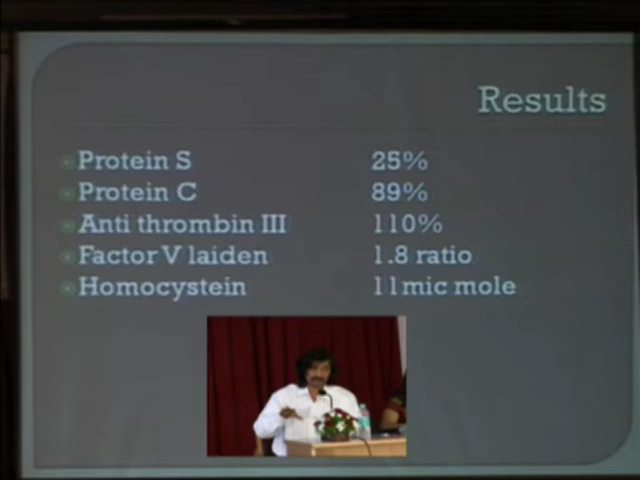 Results
Protein S 25%
Protein C 89%
Anti thrombin III 110%
Factor V laiden 1.8 ratio
Homocystein 11mic mole